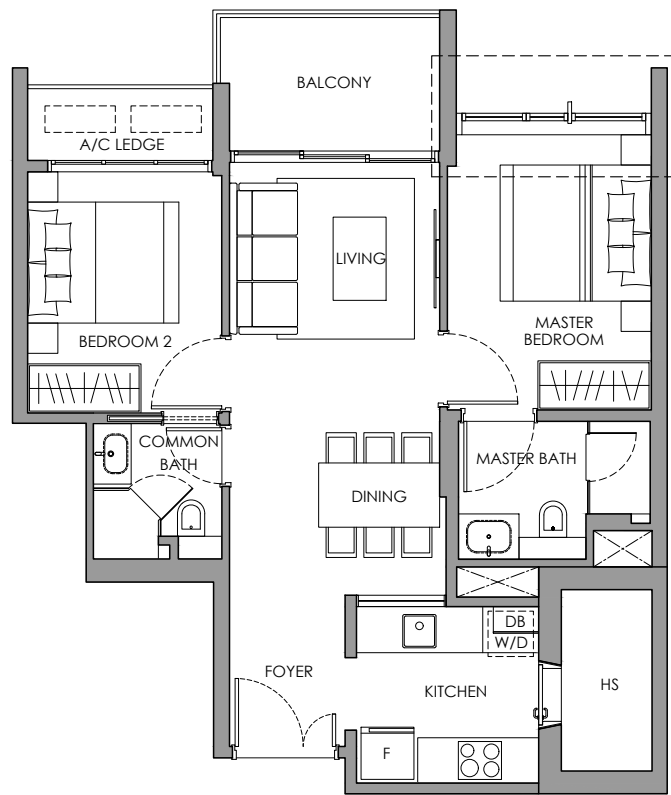 BALCONY
A/C LEDGE
LIVING
BEDROOM 2
MASTER
BEDROOM
COMMON
BATH
MASTER BATH
DINING
DB
W/D
FOYER
KITCHEN
HS
F